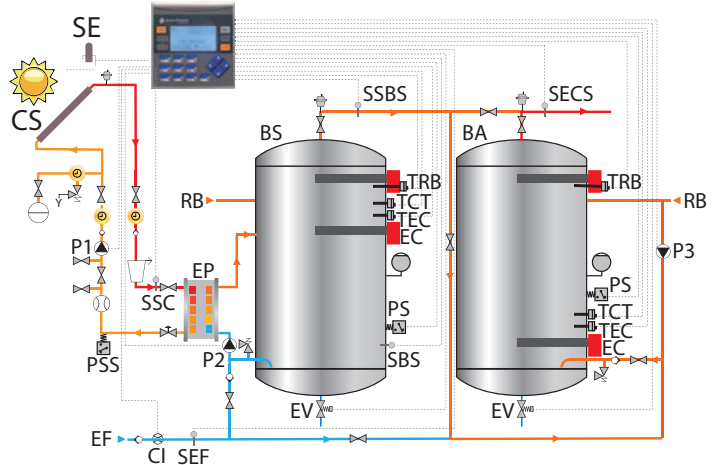 SE
SSBS
SECS
CS
BS
BA
TRB
TRB
RB
TCT
TEC
RB
EC
P1
P3
EP
SSC
PS
PS
TCT
TEC
PSS
P2
SBS
EC
EV
EV
EF
CI
SEF